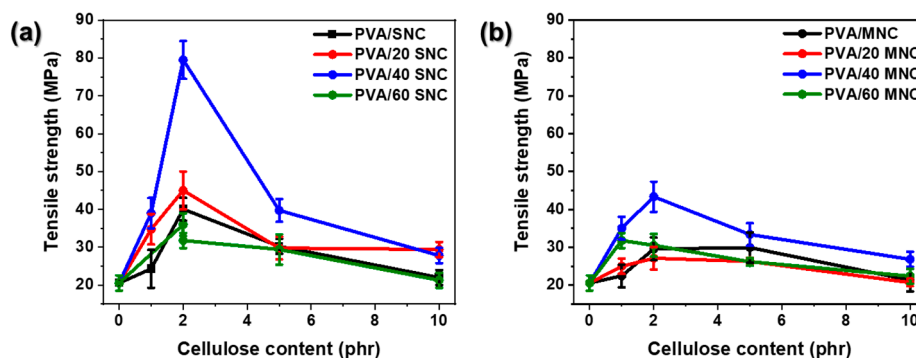 (a)
Tensile strength (MPa)
90
80
70
60
50
40
30
20
PVA/SNC
PVA/20 SNC
PVA/40 SNC
PVA/60 SNC
0 2 4 6 8 10
Cellulose content (phr)
(b)
Tensile strength (MPa)
90
80
70
60
50
40
30
20
PVA/MNC
PVA/20 MNC
PVA/40 MNC
PVA/60 MNC
0 2 4 6 8 10
Cellulose content (phr)